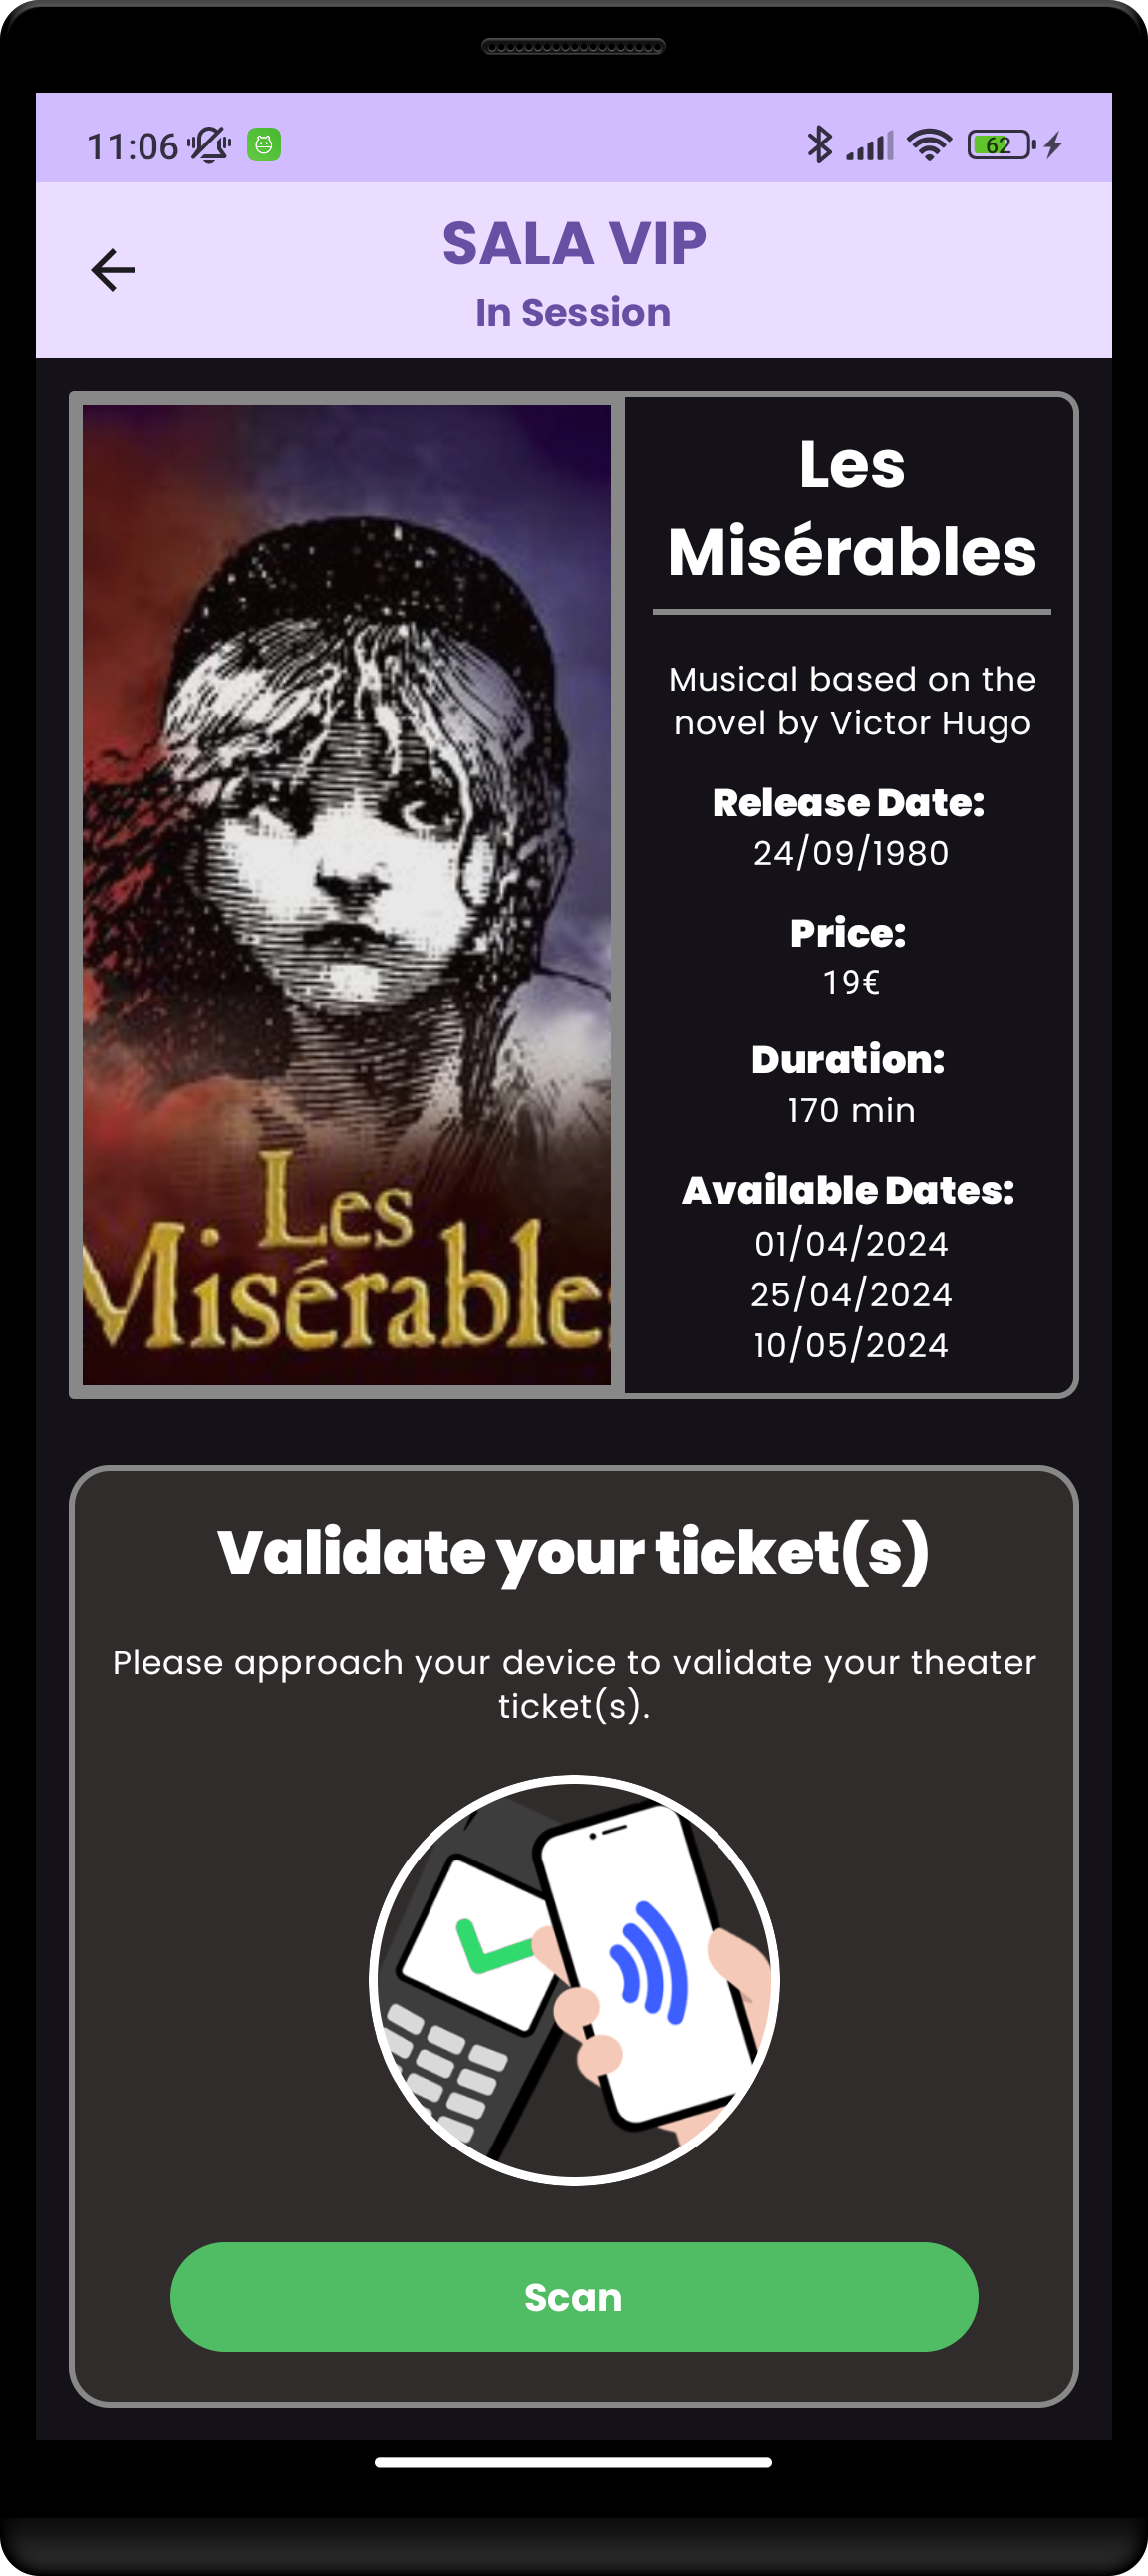 11:06
62
SALA VIP
In Session
Les
Misérables
Les
Misérables
Musical based on the
novel by Victor Hugo
Release Date:
24/09/1980
Price:
19€
Duration:
170 min
Available Dates:
01/04/2024
25/04/2024
10/05/2024
Validate your ticket(s)
Please approach your device to validate your theater
ticket(s).
Scan